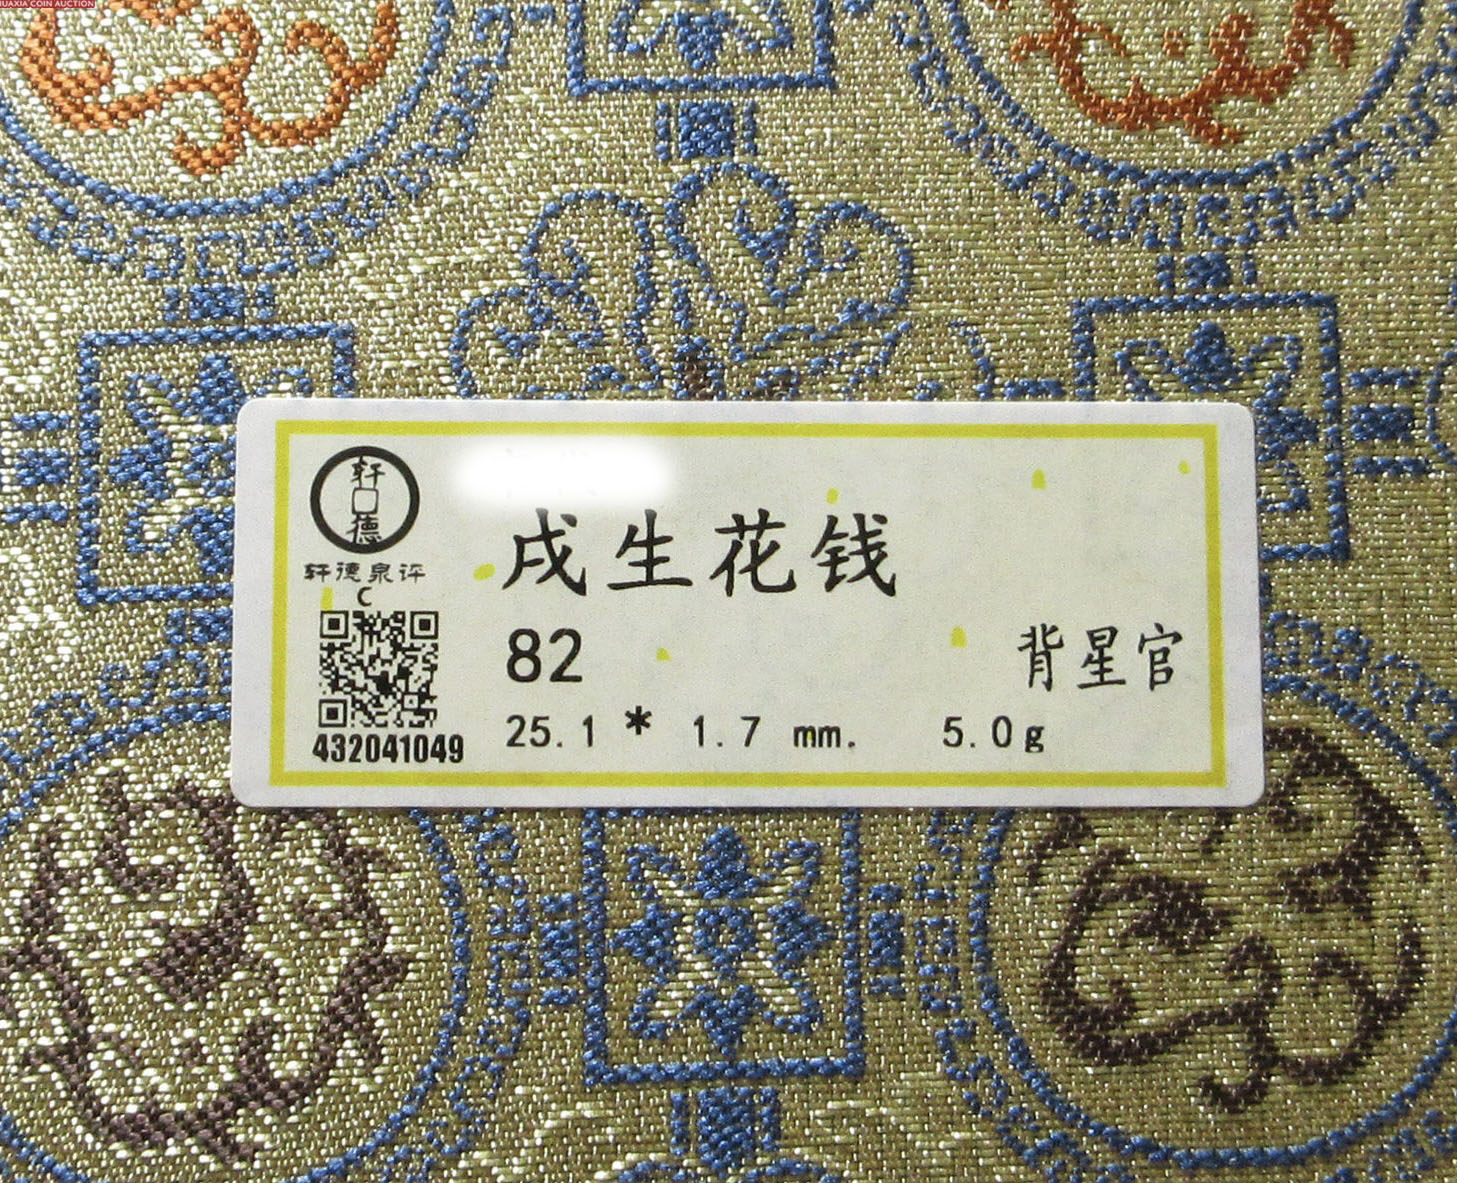 HUAXIA COIN AUCTION
轩德
轩德泉评
C
432041049
戌生花钱
82
背星官
25.1 * 1.7 mm. 5.0g